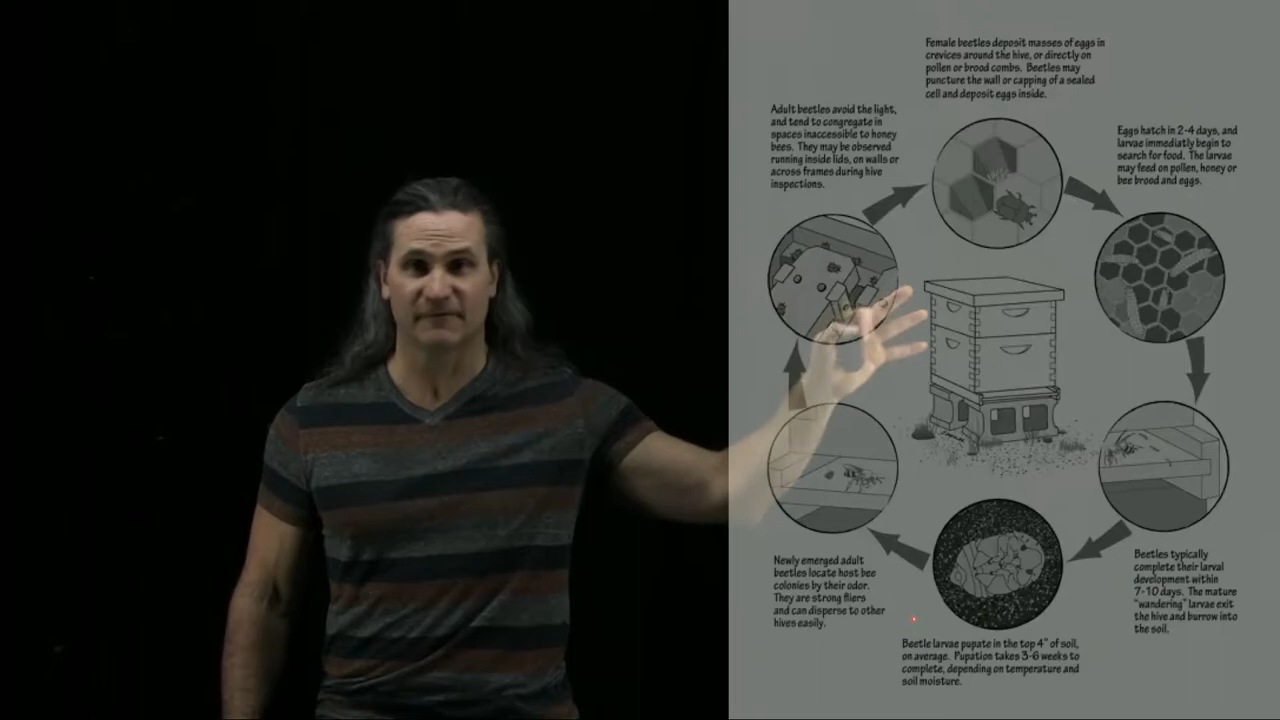 Female beetles deposit masses of eggs in
crevices around the hive, or directly on
pollen or brood combs. Beetles may
puncture the wall or capping of a sealed
cell and deposit eggs inside.
Eggs hatch in 2-4 days, and
larvae immediatly begin to
search for food. The larvae
may feed on pollen, honey or
bee brood and eggs.
Beetles typically
complete their larval
development within
7-10 days. The mature
"wandering" larvae exit
the hive and burrow into
the soil.
Beetle larvae pupate in the top 4" of soil,
on average. Pupation takes 3-6 weeks to
complete, depending on temperature and
soil moisture.
Newly emerged adult
beetles locate host bee
colonies by their odor.
They are strong fliers
and can disperse to other
hives easily.
Adult beetles avoid the light,
and tend to congregate in
spaces inaccessible to honey
bees. They may be observed
running inside lids, on walls or
across frames during hive
inspections.